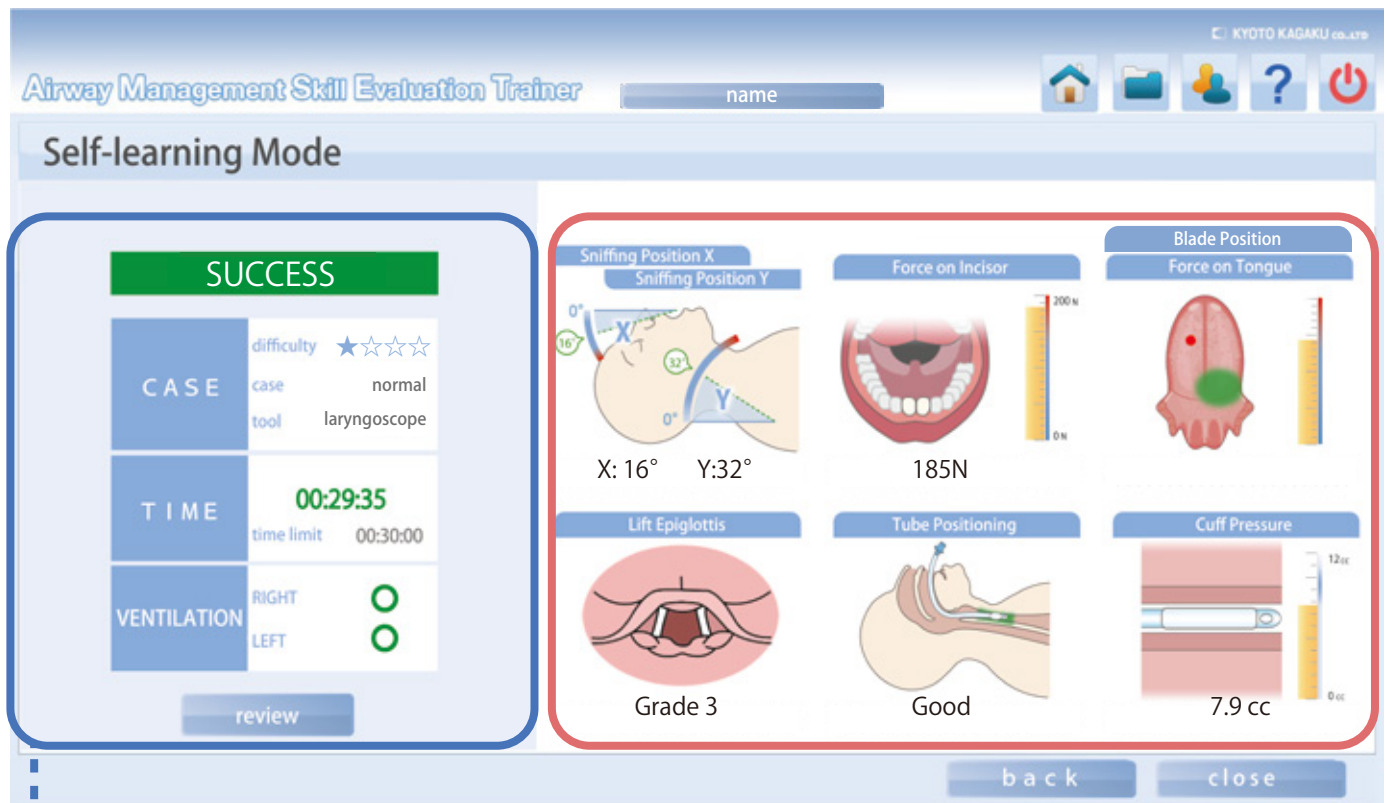 KYOTO KAGAKU CO.,LTD
Airway Management Skill Evaluation Trainer
name
?
Self-learning Mode
SUCCESS
CASE
difficulty ★☆☆☆
case normal
tool laryngoscope
TIME
00:29:35
time limit 00:30:00
VENTILATION
RIGHT
LEFT
review
Sniffing Position X
Sniffing Position Y
0°
16°
X
32°
Y
0°
X: 16° Y:32°
Force on Incisor
200 N
0 N
185N
Blade Position
Force on Tongue
Lift Epiglottis
Grade 3
Tube Positioning
Good
Cuff Pressure
12cc
0 cc
7.9 cc
back
close